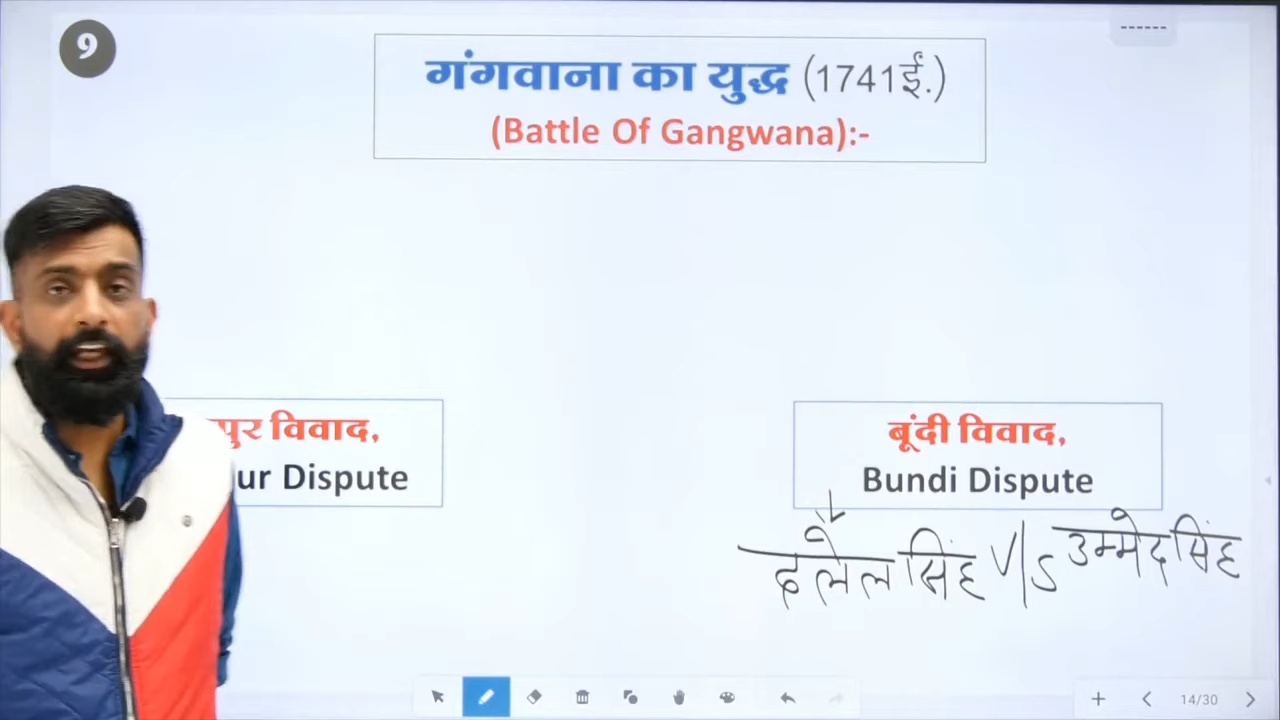 9
------
गंगवाना का युद्ध (1741ई.)
(Battle Of Gangwana):-
पुर विवाद,
ur Dispute
बूंदी विवाद,
Bundi Dispute
दलेल सिंह V/S उम्मेद सिंह
14/30